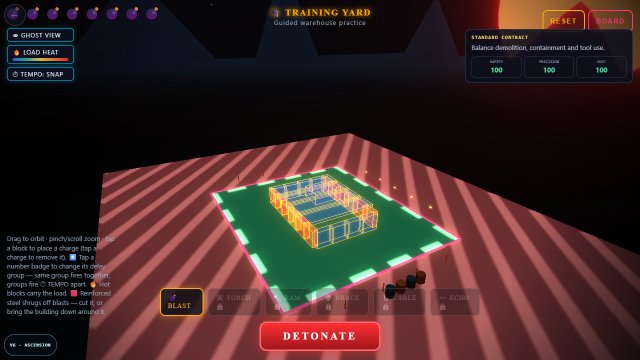 TRAINING YARD
Guided warehouse practice
RESET
BOARD
GHOST VIEW
LOAD HEAT
TEMPO: SNAP
STANDARD CONTRACT
Balance demolition, containment and tool use.
SAFETY
PRECISION
COST
100
100
100
Drag to orbit · pinch/scroll zoom · tap
a block to place a charge (tap a
charge to remove it). Tap a
number badge to change its delay
group — same group fires together,
groups fire TEMPO apart. Hot
blocks carry the load. Reinforced
steel shrugs off blasts — cut it, or
bring the building down around it.
BLAST
TORCH
RAM
BRACE
CABLE
ECHO
DETONATE
V6 · ASCENSION